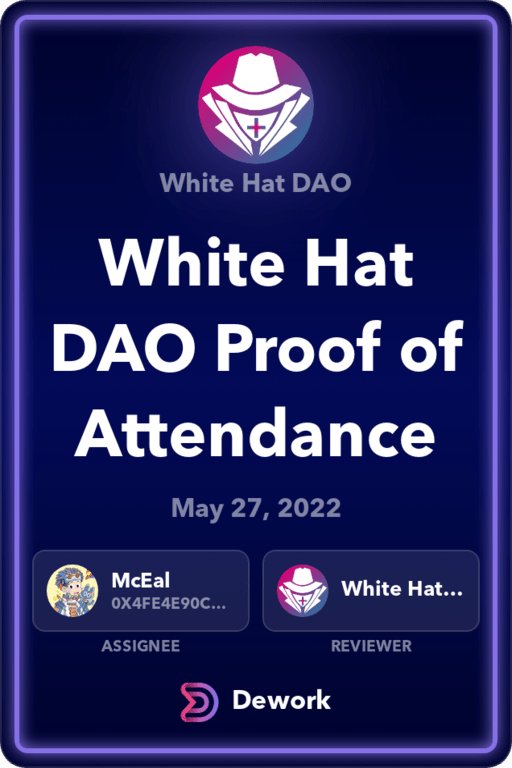 White Hat DAO
White Hat
DAO Proof of
Attendance
May 27, 2022
McEal
0X4FE4E90C...
ASSIGNEE
White Hat...
REVIEWER
Dework